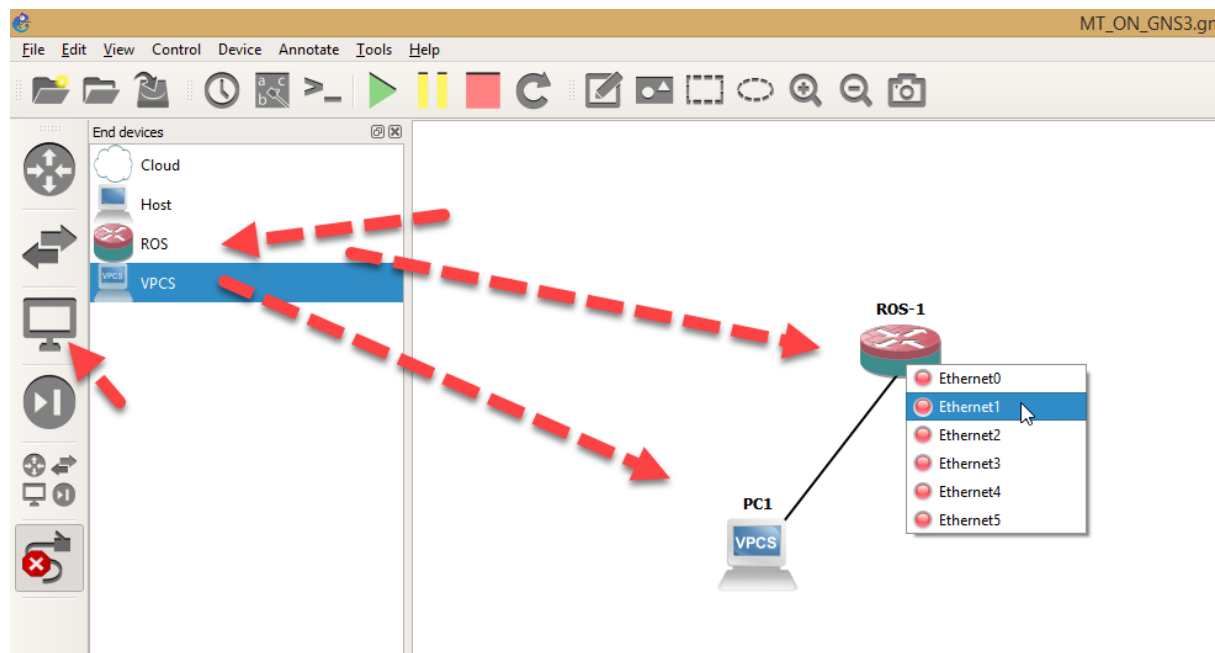 MT_ON_GNS3.gn
File Edit View Control Device Annotate Tools Help
a c
b
>_
End devices
Cloud
Host
ROS
VPCS
VPCS
ROS-1
Ethernet0
Ethernet1
Ethernet2
Ethernet3
Ethernet4
Ethernet5
PC1
VPCS